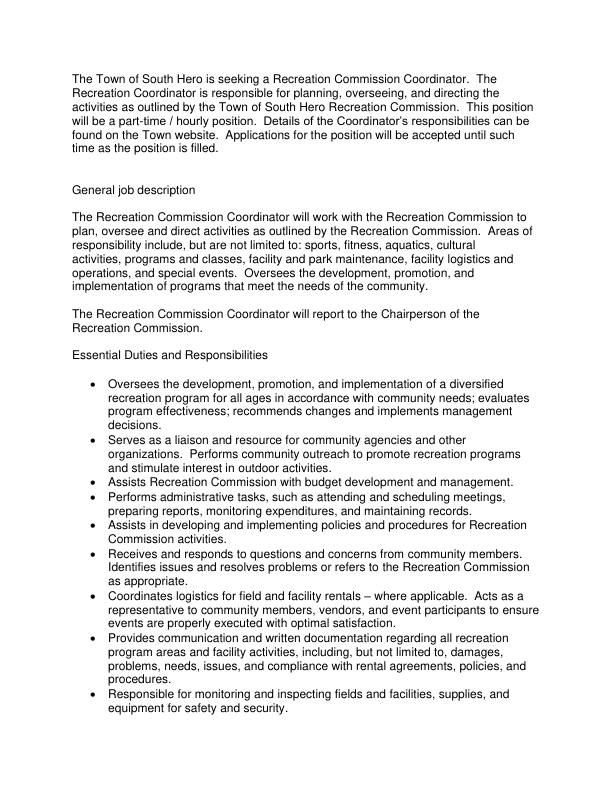 The Town of South Hero is seeking a Recreation Commission Coordinator.  The
Recreation Coordinator is responsible for planning, overseeing, and directing the
activities as outlined by the Town of South Hero Recreation Commission.  This position
will be a part-time / hourly position.  Details of the Coordinator's responsibilities can be
found on the Town website.  Applications for the position will be accepted until such
time as the position is filled.
General job description
The Recreation Commission Coordinator will work with the Recreation Commission to
plan, oversee and direct activities as outlined by the Recreation Commission.  Areas of
responsibility include, but are not limited to: sports, fitness, aquatics, cultural
activities, programs and classes, facility and park maintenance, facility logistics and
operations, and special events.  Oversees the development, promotion, and
implementation of programs that meet the needs of the community.
The Recreation Commission Coordinator will report to the Chairperson of the
Recreation Commission.
Essential Duties and Responsibilities
• Oversees the development, promotion, and implementation of a diversified
recreation program for all ages in accordance with community needs; evaluates
program effectiveness; recommends changes and implements management
decisions.
• Serves as a liaison and resource for community agencies and other
organizations.  Performs community outreach to promote recreation programs
and stimulate interest in outdoor activities.
• Assists Recreation Commission with budget development and management.
• Performs administrative tasks, such as attending and scheduling meetings,
preparing reports, monitoring expenditures, and maintaining records.
• Assists in developing and implementing policies and procedures for Recreation
Commission activities.
• Receives and responds to questions and concerns from community members.
Identifies issues and resolves problems or refers to the Recreation Commission
as appropriate.
• Coordinates logistics for field and facility rentals – where applicable.  Acts as a
representative to community members, vendors, and event participants to ensure
events are properly executed with optimal satisfaction.
• Provides communication and written documentation regarding all recreation
program areas and facility activities, including, but not limited to, damages,
problems, needs, issues, and compliance with rental agreements, policies, and
procedures.
• Responsible for monitoring and inspecting fields and facilities, supplies, and
equipment for safety and security.